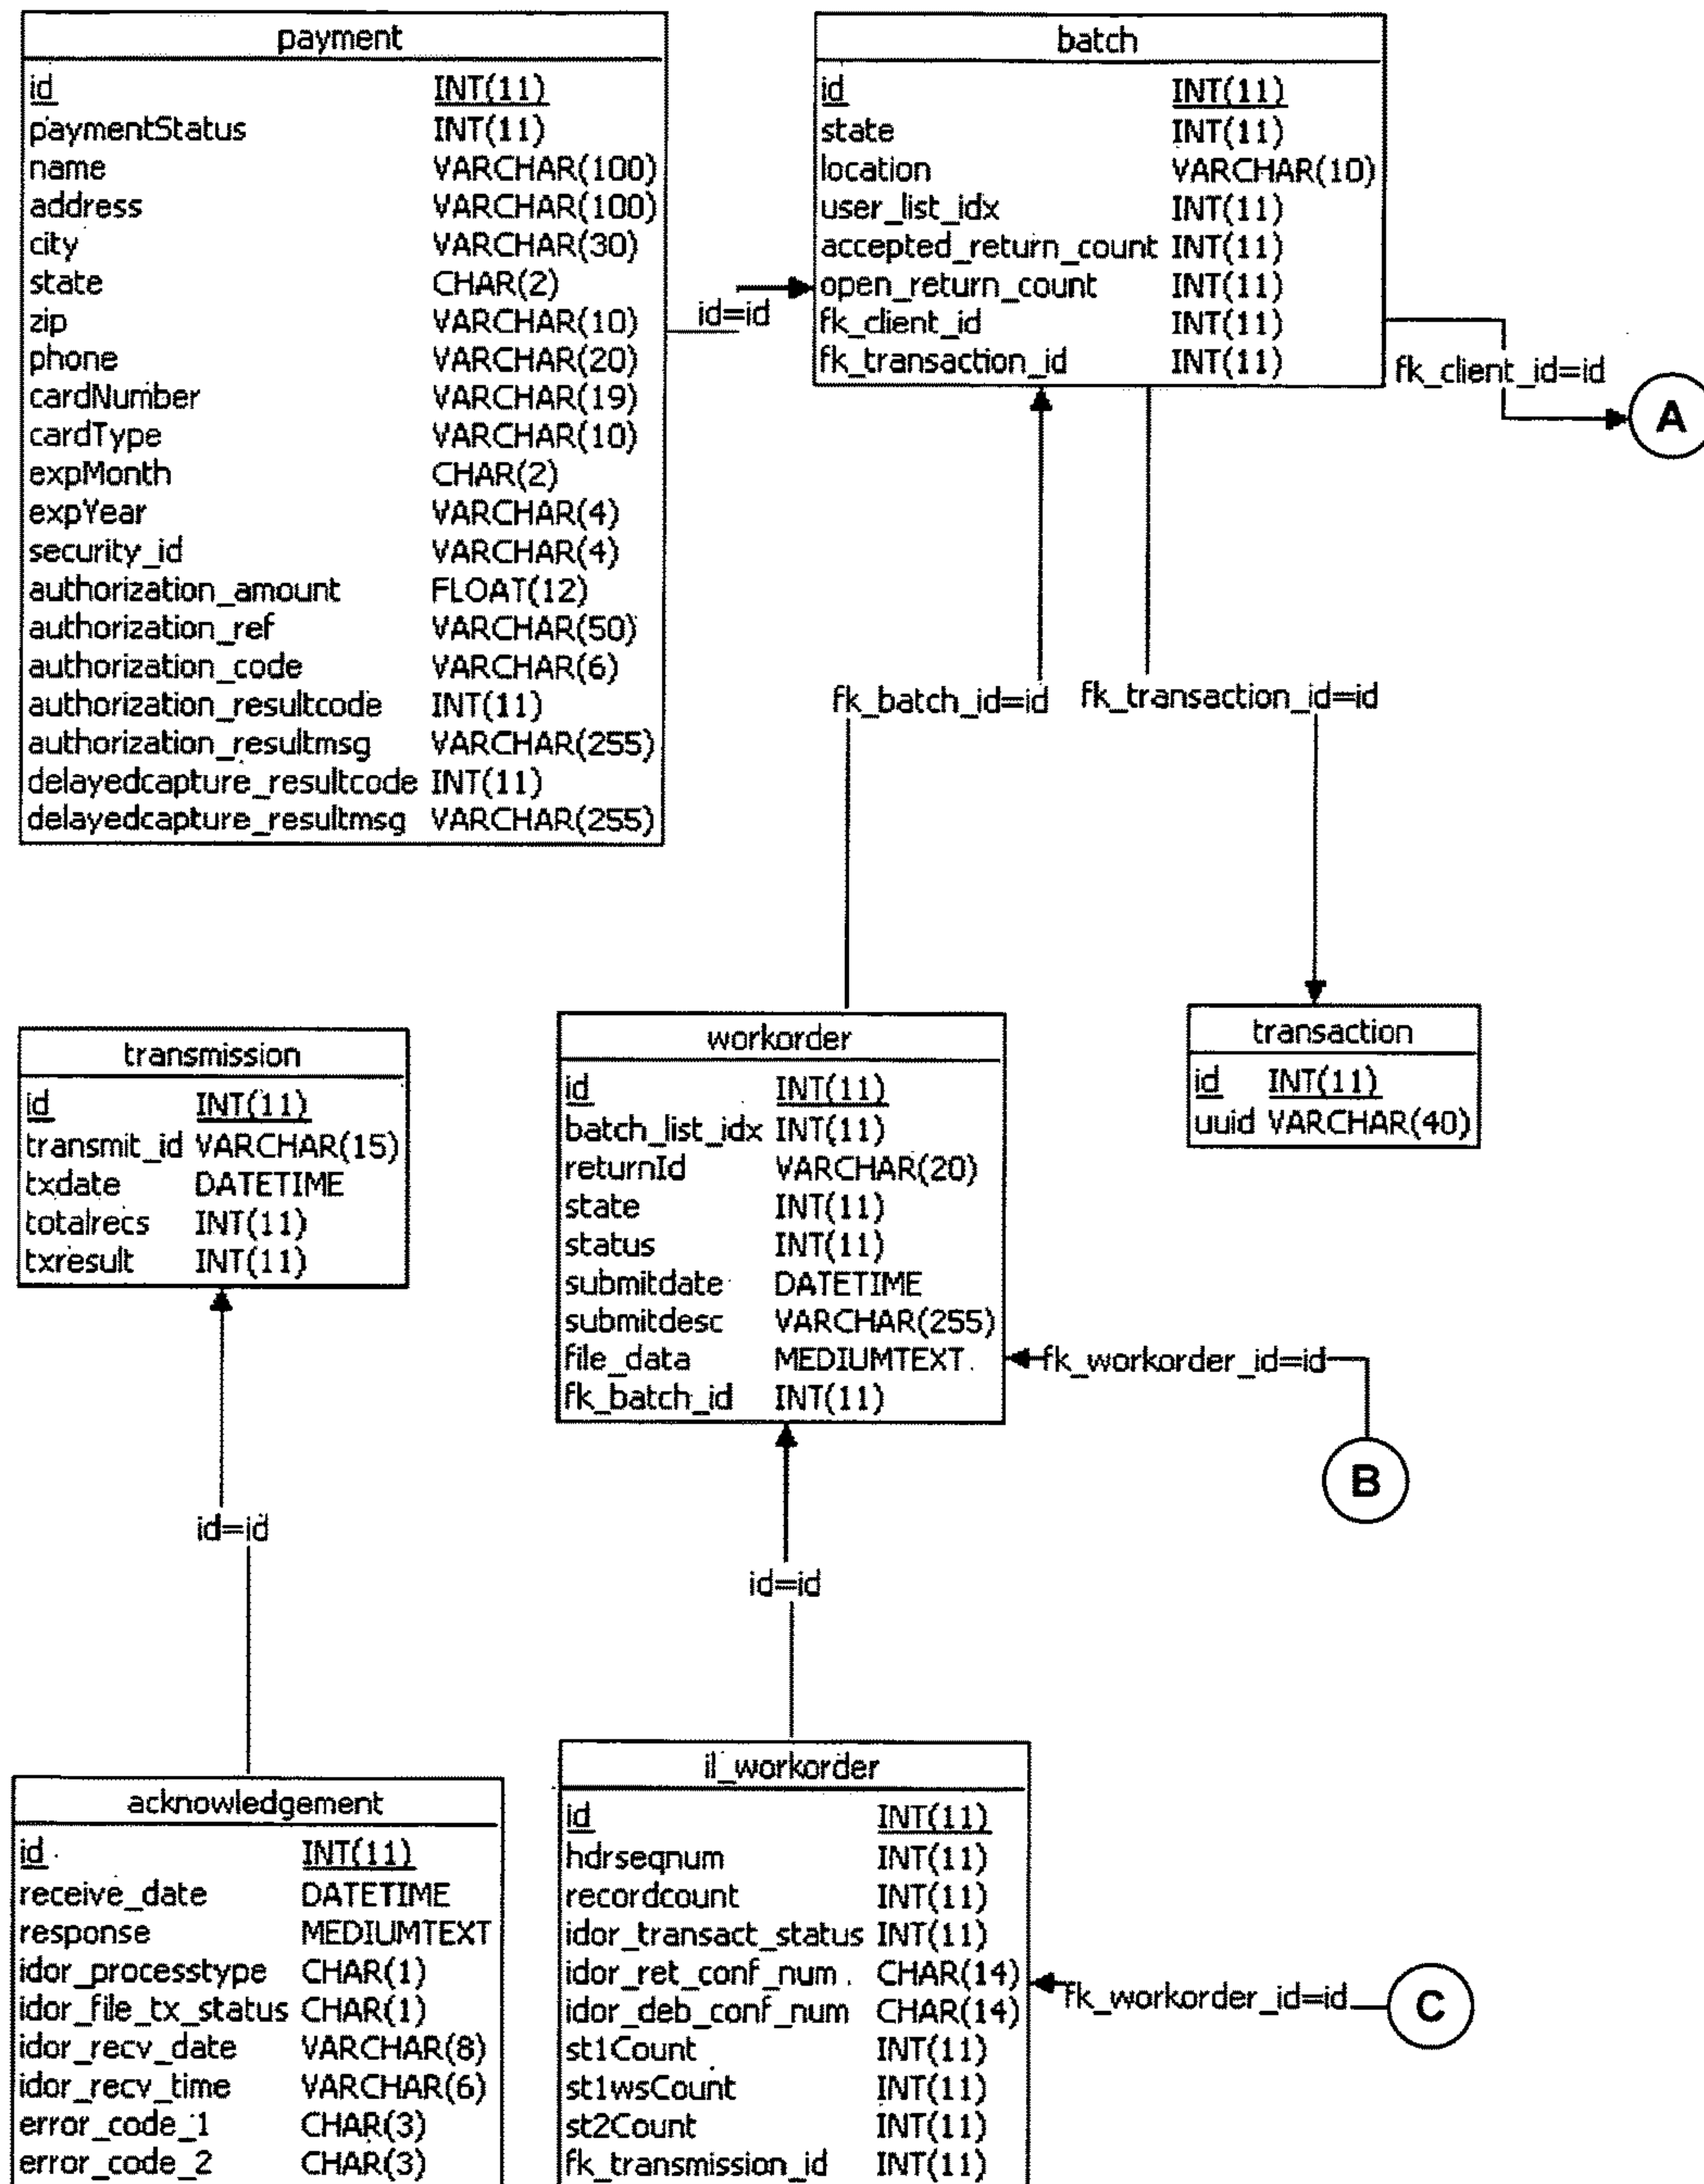 payment
id INT(11)
paymentStatus INT(11)
name VARCHAR(100)
address VARCHAR(100)
city VARCHAR(30)
state CHAR(2)
zip VARCHAR(10)
phone VARCHAR(20)
cardNumber VARCHAR(19)
cardType VARCHAR(10)
expMonth CHAR(2)
expYear VARCHAR(4)
security_id VARCHAR(4)
authorization_amount FLOAT(12)
authorization_ref VARCHAR(50)
authorization_code VARCHAR(6)
authorization_resultcode INT(11)
authorization_resultmsg VARCHAR(255)
delayedcapture_resultcode INT(11)
delayedcapture_resultmsg VARCHAR(255)
id=id
batch
id INT(11)
state INT(11)
location VARCHAR(10)
user_list_idx INT(11)
accepted_return_count INT(11)
open_return_count INT(11)
fk_client_id INT(11)
fk_transaction_id INT(11)
fk_client_id=id
A
fk_batch_id=id
fk_transaction_id=id
transmission
id INT(11)
transmit_id VARCHAR(15)
txdate DATETIME
totalrecs INT(11)
txresult INT(11)
workorder
id INT(11)
batch_list_idx INT(11)
returnId VARCHAR(20)
state INT(11)
status INT(11)
submitdate DATETIME
submitdesc VARCHAR(255)
file_data MEDIUMTEXT
fk_batch_id INT(11)
transaction
id INT(11)
uuid VARCHAR(40)
fk_workorder_id=id
B
id=id
id=id
acknowledgement
id INT(11)
receive_date DATETIME
response MEDIUMTEXT
idor_processtype CHAR(1)
idor_file_tx_status CHAR(1)
idor_recv_date VARCHAR(8)
idor_recv_time VARCHAR(6)
error_code_1 CHAR(3)
error_code_2 CHAR(3)
il_workorder
id INT(11)
hdrseqnum INT(11)
recordcount INT(11)
idor_transact_status INT(11)
idor_ret_conf_num CHAR(14)
idor_deb_conf_num CHAR(14)
st1Count INT(11)
st1wsCount INT(11)
st2Count INT(11)
fk_transmission_id INT(11)
fk_workorder_id=id
C